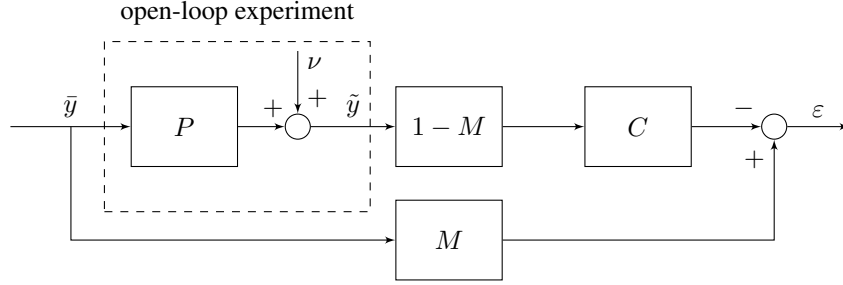 open-loop experiment
ȳ
P
+
ν
+
ỹ
1 − M
C
−
+
ε
M